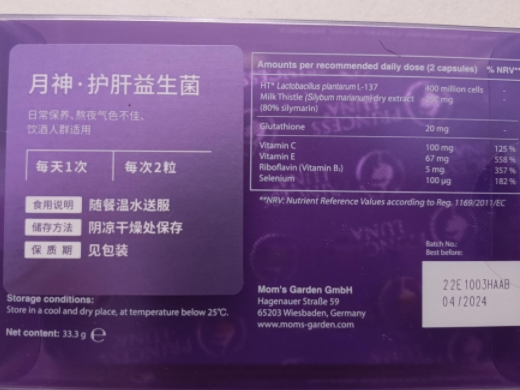 月神·护肝益生菌
日常保养、熬夜气色不佳、
饮酒人群适用
每天1次 每次2粒
食用说明 随餐温水送服
储存方法 阴凉干燥处保存
保质期 见包装
Storage conditions:
Store in a cool and dry place, at temperature below 25℃.
Net content: 33.3 g ℮
Amounts per recommended daily dose (2 capsules) % NRV**
HT* Lactobacillus plantarum L-137 400 million cells -
Milk Thistle (Silybum marianum) dry extract mg -
(80% silymarin)
Glutathione 20 mg -
Vitamin C 100 mg 125 %
Vitamin E 67 mg 558 %
Riboflavin (Vitamin B₂) 5 mg 357 %
Selenium 100 µg 182 %
**NRV: Nutrient Reference Values according to Reg. 1169/2011/EC
Batch No.:
Best before:
22E1003HAAB
04/2024
Mom's Garden GmbH
Hagenauer Straße 59
65203 Wiesbaden, Germany
www.moms-garden.com